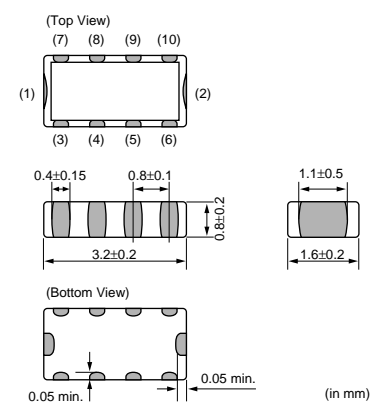 (Top View)
(7) (8) (9) (10)
(1) (2)
(3) (4) (5) (6)
0.4±0.15 0.8±0.1 1.1±0.5
0.8±0.2
3.2±0.2 1.6±0.2
(Bottom View)
0.05 min.
0.05 min. (in mm)